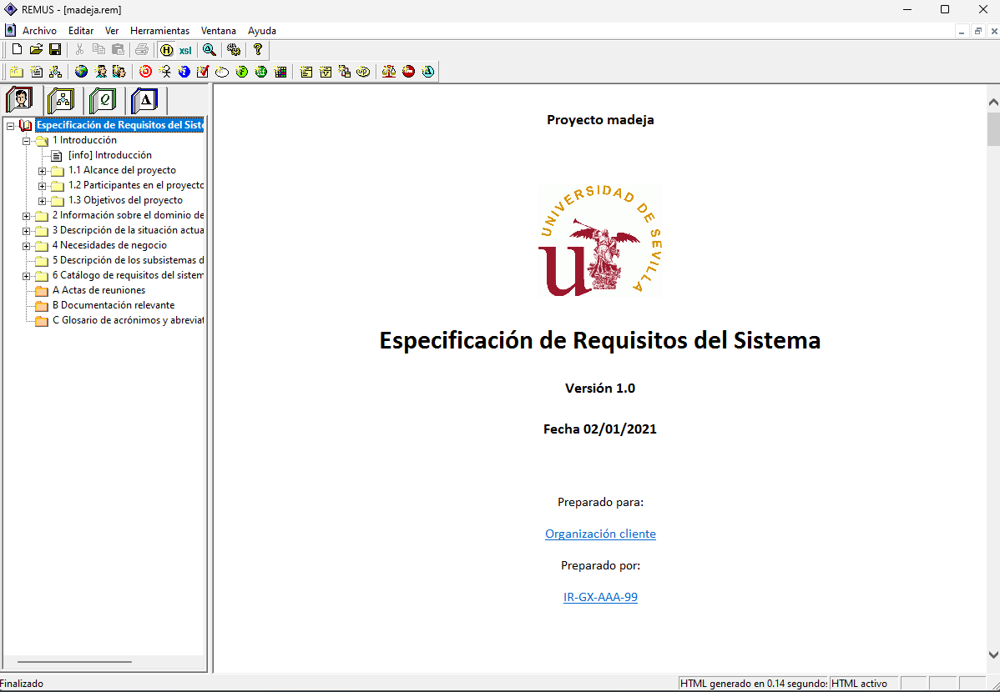 REMUS - [madeja.rem]
Archivo Editar Ver Herramientas Ventana Ayuda
H xsl
Q A
Especificación de Requisitos del Siste
1 Introducción
[info] Introducción
1.1 Alcance del proyecto
1.2 Participantes en el proyecto
1.3 Objetivos del proyecto
2 Información sobre el dominio de
3 Descripción de la situación actua
4 Necesidades de negocio
5 Descripción de los subsistemas d
6 Catálogo de requisitos del sistem
A Actas de reuniones
B Documentación relevante
C Glosario de acrónimos y abreviat
Proyecto madeja
UNIVERSIDAD DE SEVILLA
Especificación de Requisitos del Sistema
Versión 1.0
Fecha 02/01/2021
Preparado para:
Organización cliente
Preparado por:
IR-GX-AAA-99
Finalizado
HTML generado en 0.14 segundos
HTML activo